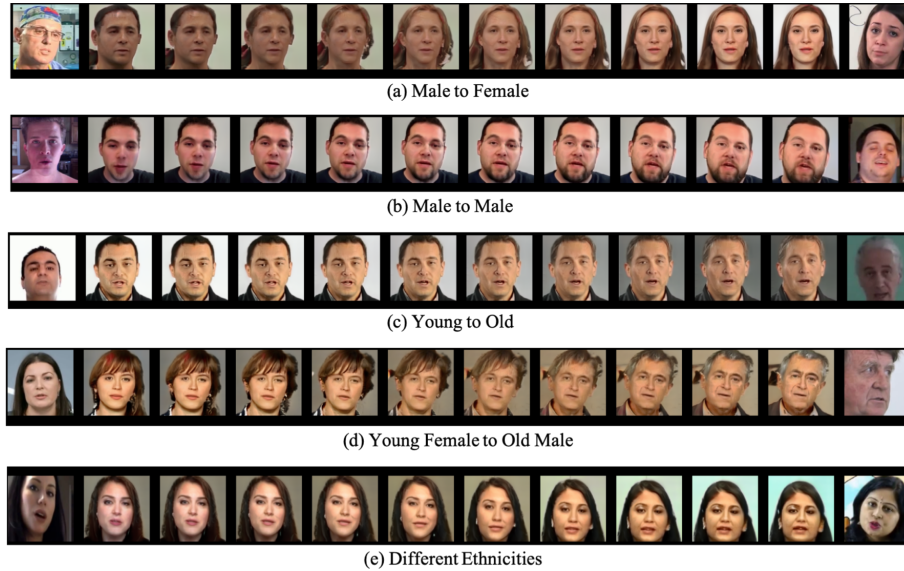 (a) Male to Female
(b) Male to Male
(c) Young to Old
(d) Young Female to Old Male
(e) Different Ethnicities